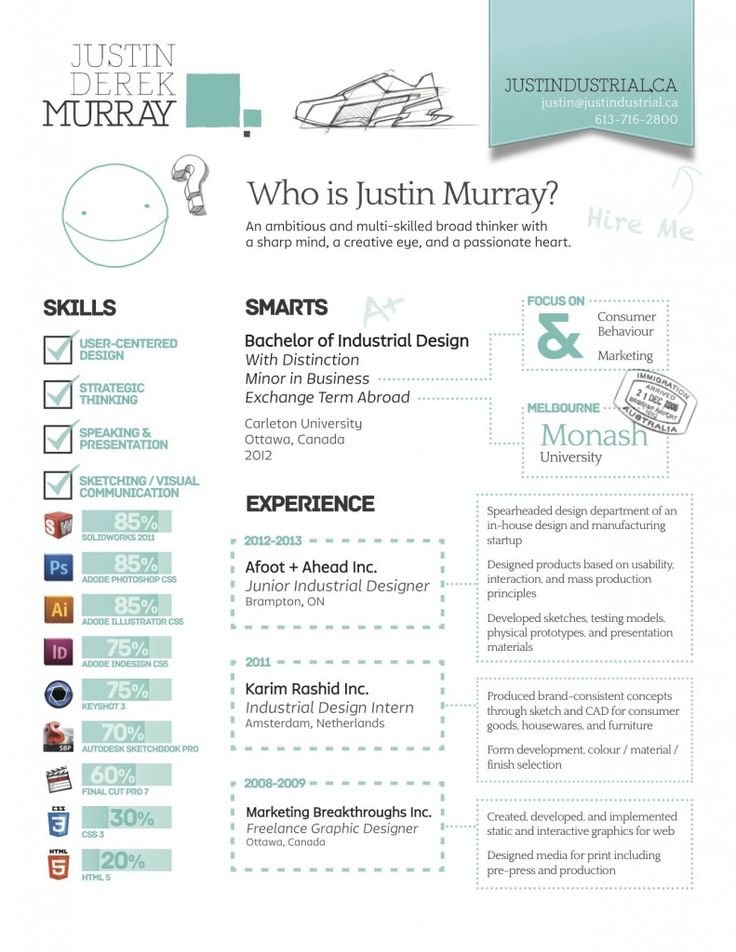 JUSTIN
DEREK
MURRAY
JUSTINDUSTRIAL.CA
justin@justindustrial.ca
613-716-2800
Hire Me
?
Who is Justin Murray?
An ambitious and multi-skilled broad thinker with
a sharp mind, a creative eye, and a passionate heart.
SKILLS
USER-CENTERED
DESIGN
STRATEGIC
THINKING
SPEAKING &
PRESENTATION
SKETCHING / VISUAL
COMMUNICATION
SW
85%
SOLIDWORKS 2011
Ps
85%
ADOBE PHOTOSHOP CS5
Ai
85%
ADOBE ILLUSTRATOR CS5
ID
75%
ADOBE INDESIGN CS5
75%
KEYSHOT 3
SBP
70%
AUTODESK SKETCHBOOK PRO
60%
FINAL CUT PRO 7
CSS
3
30%
CSS 3
HTML
5
20%
HTML 5
SMARTS
A+
Bachelor of Industrial Design
With Distinction
Minor in Business
Exchange Term Abroad
Carleton University
Ottawa, Canada
2012
FOCUS ON
&
Consumer
Behaviour
Marketing
IMMIGRATION
ARRIVED
21 DEC 2006
AUSTRALIA
MELBOURNE
Monash
University
EXPERIENCE
2012-2013
Afoot + Ahead Inc.
Junior Industrial Designer
Brampton, ON
Spearheaded design department of an
in-house design and manufacturing
startup
Designed products based on usability,
interaction, and mass production
principles
Developed sketches, testing models,
physical prototypes, and presentation
materials
2011
Karim Rashid Inc.
Industrial Design Intern
Amsterdam, Netherlands
Produced brand-consistent concepts
through sketch and CAD for consumer
goods, housewares, and furniture
Form development, colour / material /
finish selection
2008-2009
Marketing Breakthroughs Inc.
Freelance Graphic Designer
Ottawa, Canada
Created, developed, and implemented
static and interactive graphics for web
Designed media for print including
pre-press and production